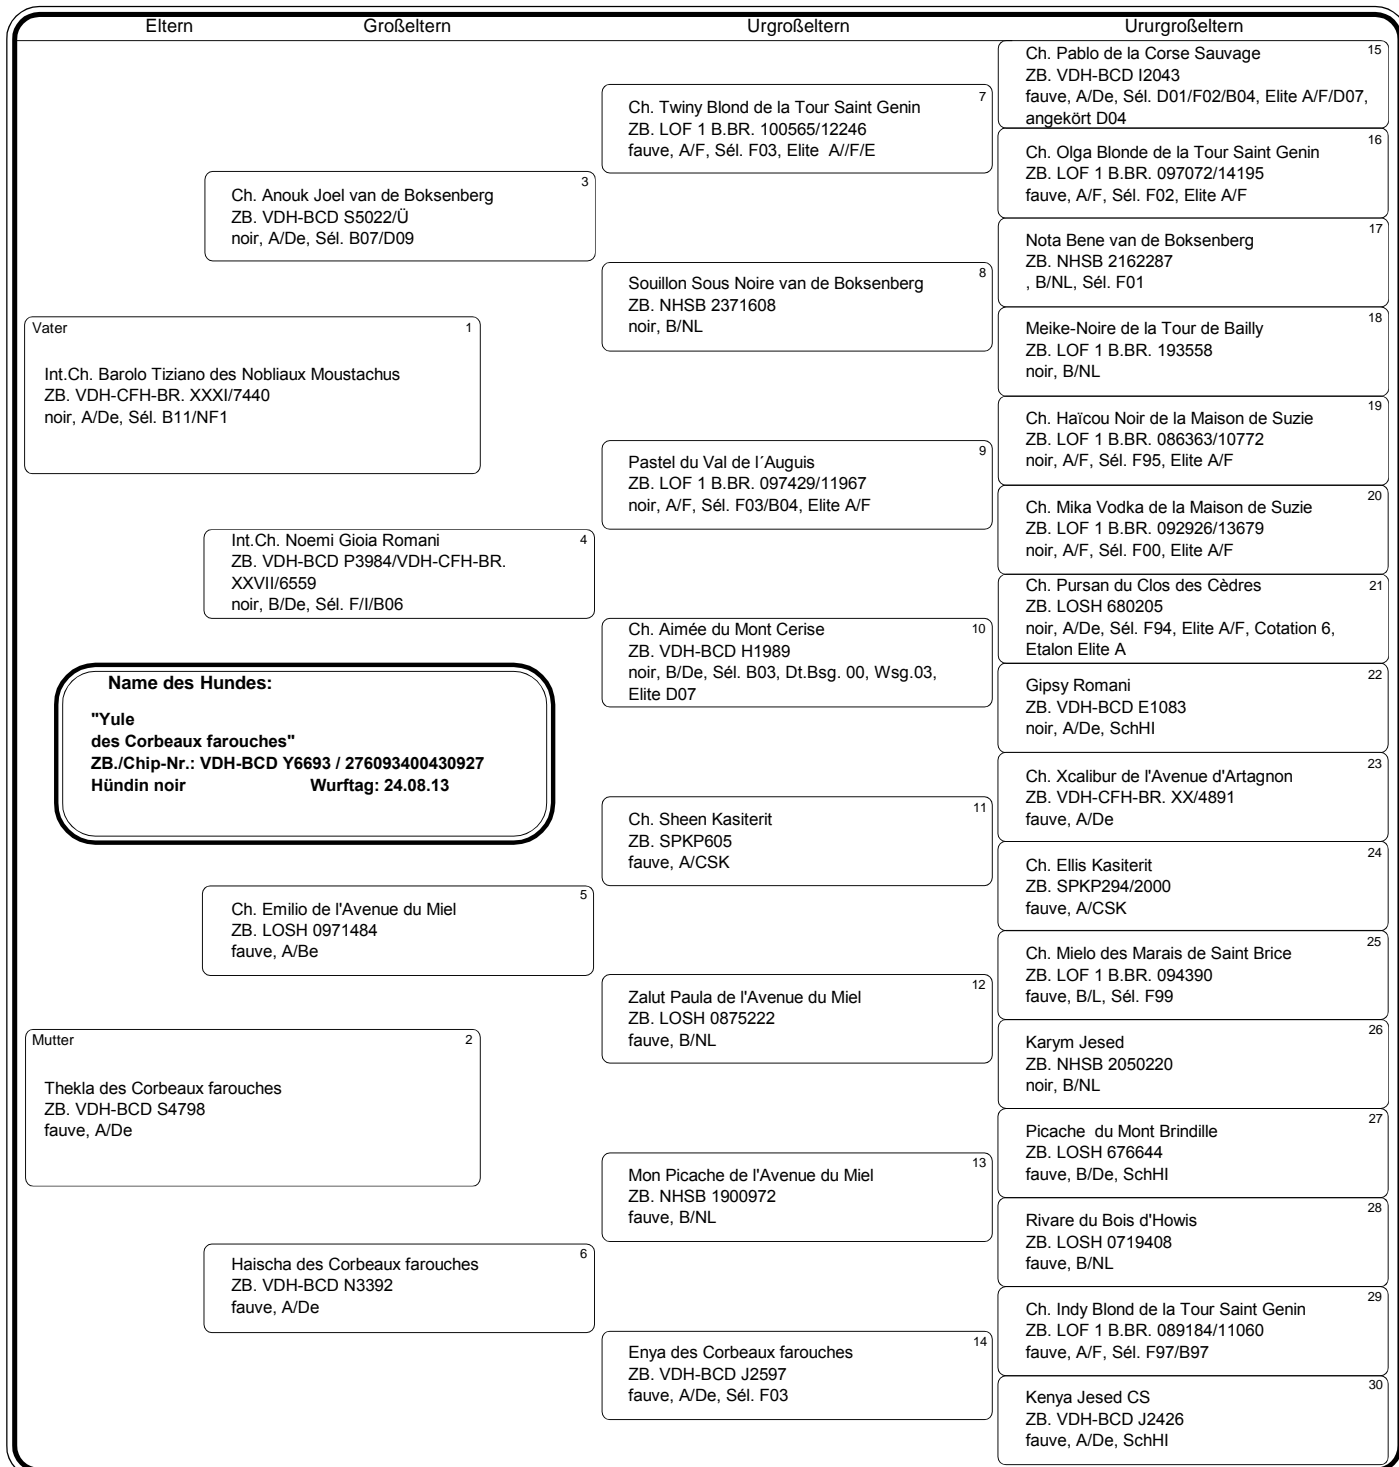 Eltern Großeltern Urgroßeltern Ururgroßeltern
Vater 1
Int.Ch. Barolo Tiziano des Nobliaux Moustachus
ZB. VDH-CFH-BR. XXXI/7440
noir, A/De, Sél. B11/NF1
Mutter 2
Thekla des Corbeaux farouches
ZB. VDH-BCD S4798
fauve, A/De
Name des Hundes:
"Yule
des Corbeaux farouches"
ZB./Chip-Nr.: VDH-BCD Y6693 / 276093400430927
Hündin noir Wurftag: 24.08.13
3
Ch. Anouk Joel van de Boksenberg
ZB. VDH-BCD S5022/Ü
noir, A/De, Sél. B07/D09
4
Int.Ch. Noemi Gioia Romani
ZB. VDH-BCD P3984/VDH-CFH-BR.
XXVII/6559
noir, B/De, Sél. F/I/B06
5
Ch. Emilio de l'Avenue du Miel
ZB. LOSH 0971484
fauve, A/Be
6
Haischa des Corbeaux farouches
ZB. VDH-BCD N3392
fauve, A/De
7
Ch. Twiny Blond de la Tour Saint Genin
ZB. LOF 1 B.BR. 100565/12246
fauve, A/F, Sél. F03, Elite A//F/E
8
Souillon Sous Noire van de Boksenberg
ZB. NHSB 2371608
noir, B/NL
9
Pastel du Val de l´Auguis
ZB. LOF 1 B.BR. 097429/11967
noir, A/F, Sél. F03/B04, Elite A/F
10
Ch. Aimée du Mont Cerise
ZB. VDH-BCD H1989
noir, B/De, Sél. B03, Dt.Bsg. 00, Wsg.03,
Elite D07
11
Ch. Sheen Kasiterit
ZB. SPKP605
fauve, A/CSK
12
Zalut Paula de l'Avenue du Miel
ZB. LOSH 0875222
fauve, B/NL
13
Mon Picache de l'Avenue du Miel
ZB. NHSB 1900972
fauve, B/NL
14
Enya des Corbeaux farouches
ZB. VDH-BCD J2597
fauve, A/De, Sél. F03
15
Ch. Pablo de la Corse Sauvage
ZB. VDH-BCD I2043
fauve, A/De, Sél. D01/F02/B04, Elite A/F/D07,
angekört D04
16
Ch. Olga Blonde de la Tour Saint Genin
ZB. LOF 1 B.BR. 097072/14195
fauve, A/F, Sél. F02, Elite A/F
17
Nota Bene van de Boksenberg
ZB. NHSB 2162287
, B/NL, Sél. F01
18
Meike-Noire de la Tour de Bailly
ZB. LOF 1 B.BR. 193558
noir, B/NL
19
Ch. Haïcou Noir de la Maison de Suzie
ZB. LOF 1 B.BR. 086363/10772
noir, A/F, Sél. F95, Elite A/F
20
Ch. Mika Vodka de la Maison de Suzie
ZB. LOF 1 B.BR. 092926/13679
noir, A/F, Sél. F00, Elite A/F
21
Ch. Pursan du Clos des Cèdres
ZB. LOSH 680205
noir, A/De, Sél. F94, Elite A/F, Cotation 6,
Etalon Elite A
22
Gipsy Romani
ZB. VDH-BCD E1083
noir, A/De, SchHI
23
Ch. Xcalibur de l'Avenue d'Artagnon
ZB. VDH-CFH-BR. XX/4891
fauve, A/De
24
Ch. Ellis Kasiterit
ZB. SPKP294/2000
fauve, A/CSK
25
Ch. Mielo des Marais de Saint Brice
ZB. LOF 1 B.BR. 094390
fauve, B/L, Sél. F99
26
Karym Jesed
ZB. NHSB 2050220
noir, B/NL
27
Picache du Mont Brindille
ZB. LOSH 676644
fauve, B/De, SchHI
28
Rivare du Bois d'Howis
ZB. LOSH 0719408
fauve, B/NL
29
Ch. Indy Blond de la Tour Saint Genin
ZB. LOF 1 B.BR. 089184/11060
fauve, A/F, Sél. F97/B97
30
Kenya Jesed CS
ZB. VDH-BCD J2426
fauve, A/De, SchHI